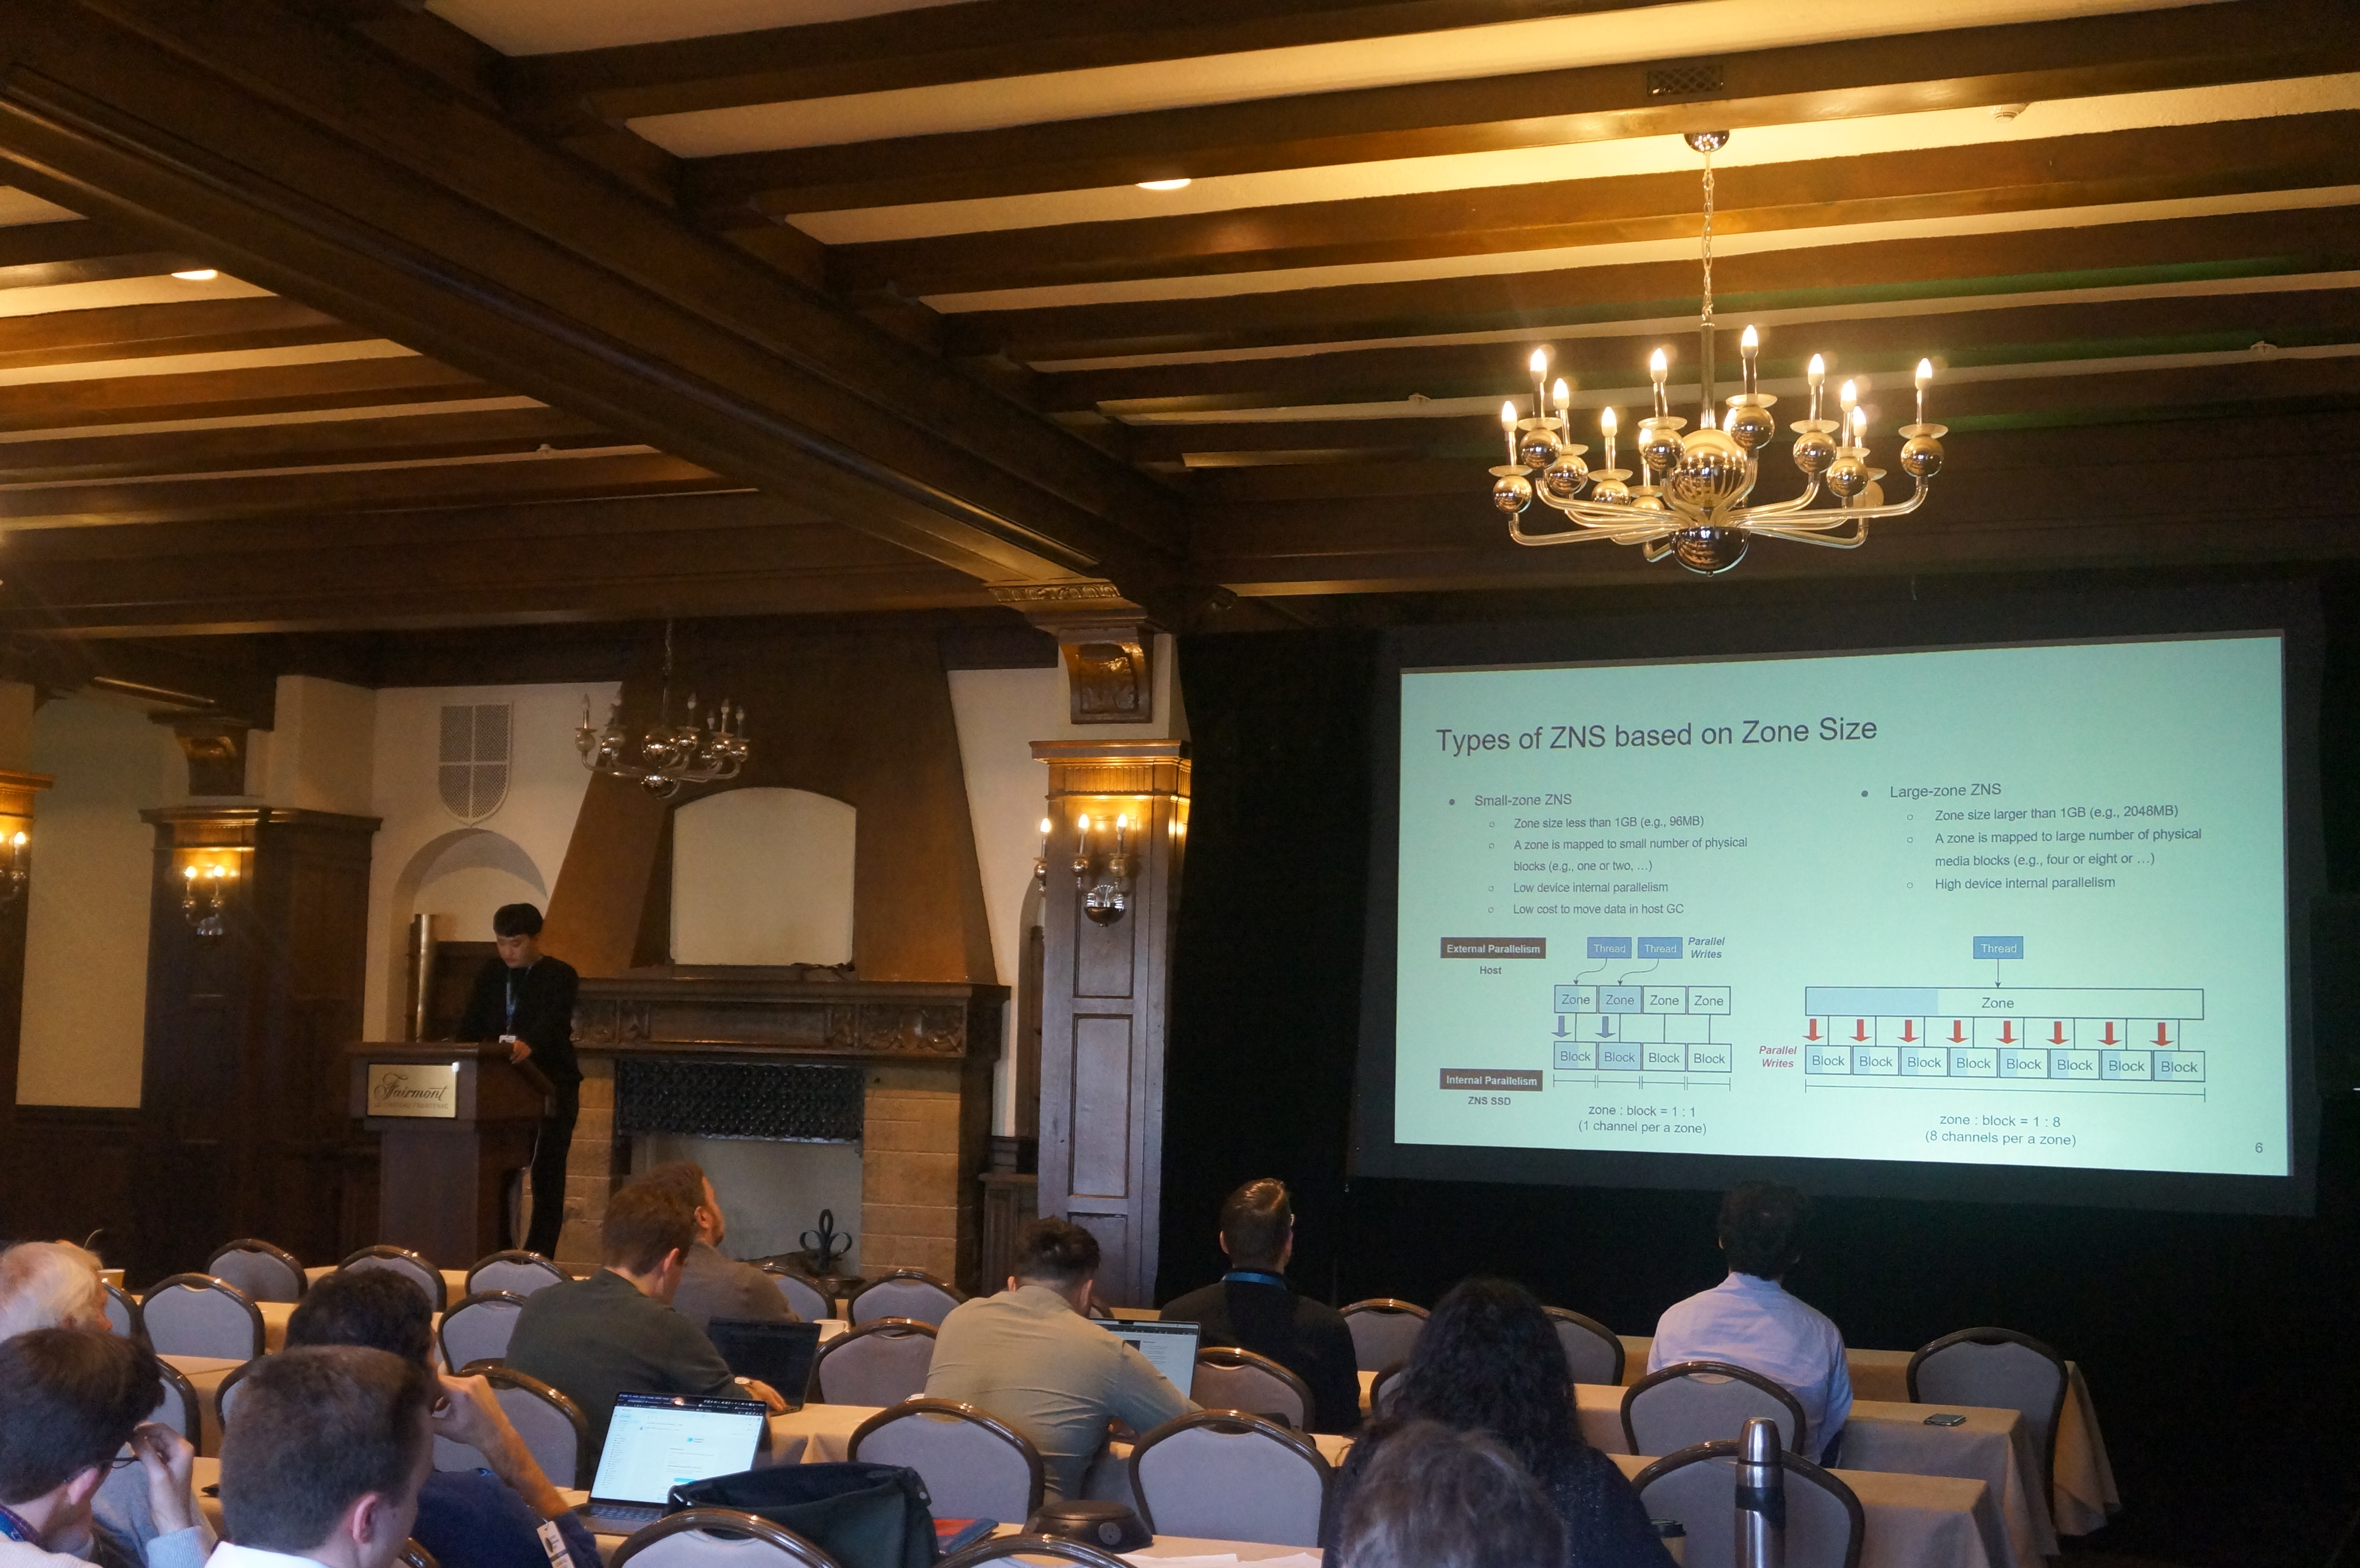 Types of ZNS based on Zone Size
Small-zone ZNS
Zone size less than 1GB (e.g., 96MB)
A zone is mapped to small number of physical
blocks (e.g., one or two, ...)
Low device internal parallelism
Low cost to move data in host GC
Large-zone ZNS
Zone size larger than 1GB (e.g., 2048MB)
A zone is mapped to large number of physical
media blocks (e.g., four or eight or ...)
High device internal parallelism
External Parallelism
Host
Thread Thread Parallel
Writes
Zone Zone Zone Zone
Block Block Block Block
Internal Parallelism
ZNS SSD
zone : block = 1 : 1
(1 channel per a zone)
Thread
Zone
Parallel
Writes
Block Block Block Block Block Block Block Block
zone : block = 1 : 8
(8 channels per a zone)
6
Fairmont